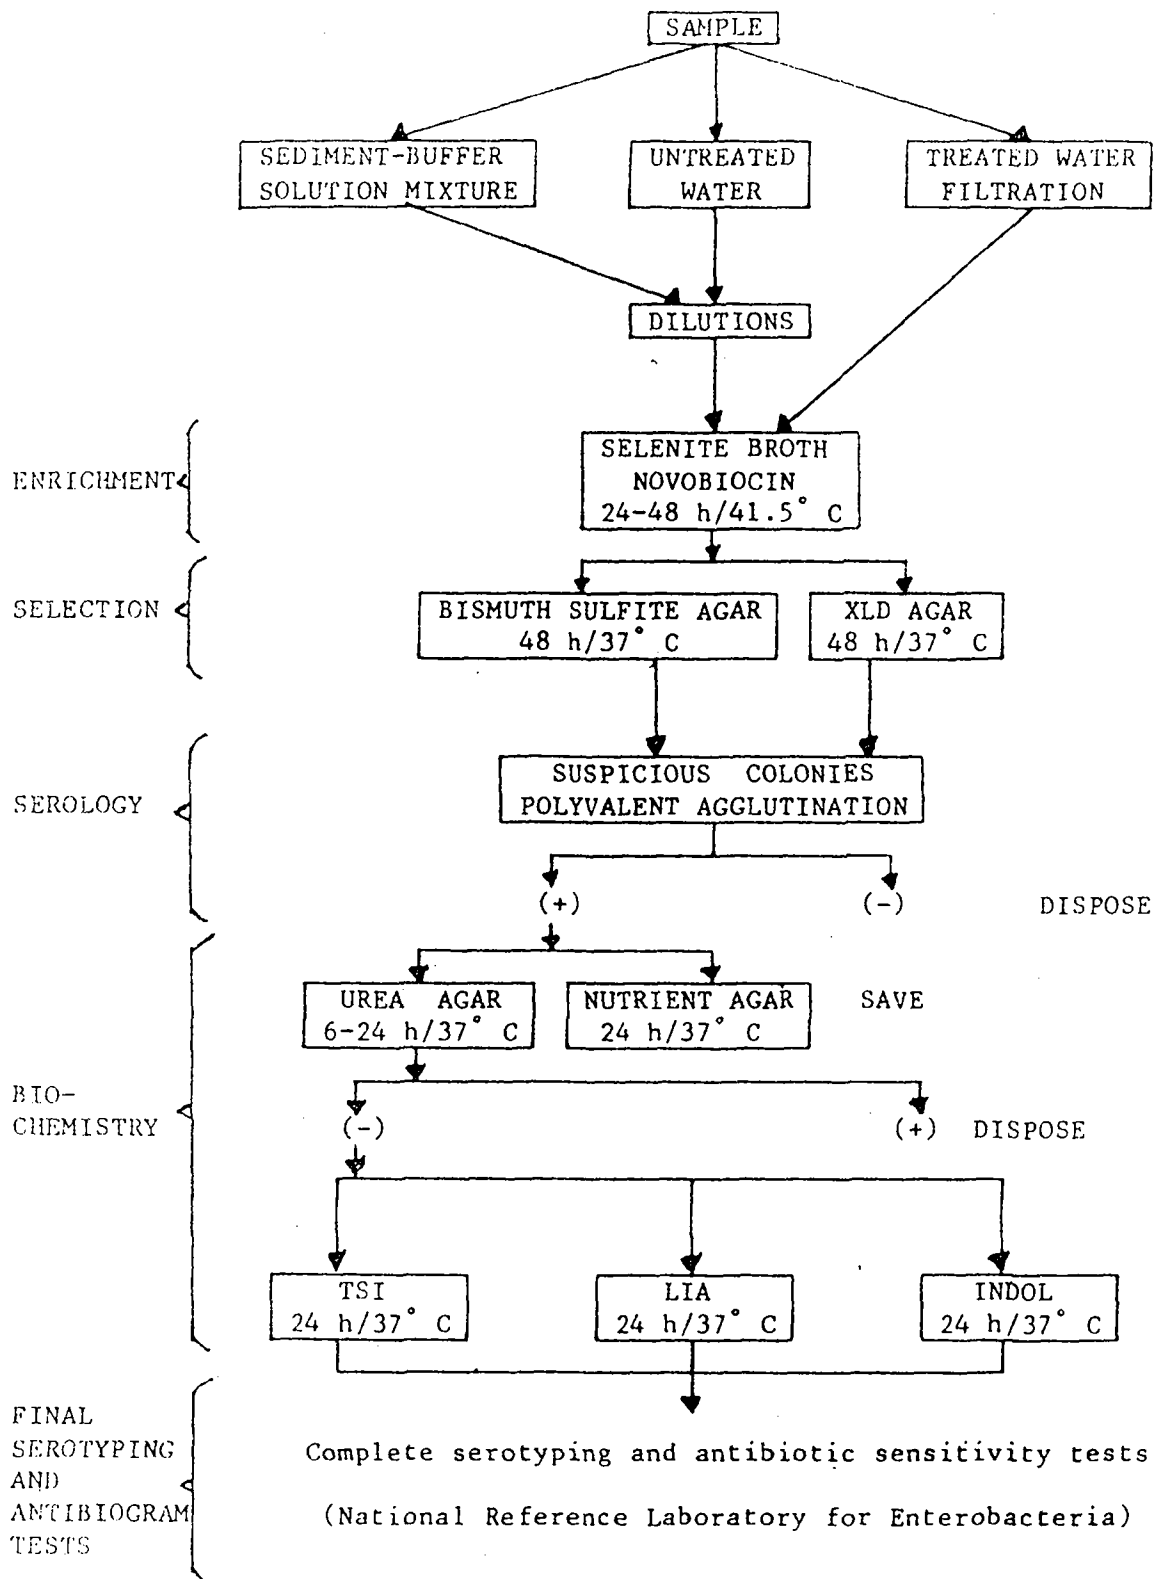 SAMPLE
SEDIMENT-BUFFER
SOLUTION MIXTURE
UNTREATED
WATER
TREATED WATER
FILTRATION
DILUTIONS
ENRICHMENT
SELENITE BROTH
NOVOBIOCIN
24-48 h/41.5° C
SELECTION
BISMUTH SULFITE AGAR
48 h/37° C
XLD AGAR
48 h/37° C
SEROLOGY
SUSPICIOUS COLONIES
POLYVALENT AGGLUTINATION
(+)
(-)
DISPOSE
UREA AGAR
6-24 h/37° C
NUTRIENT AGAR
24 h/37° C
SAVE
BIO-
CHEMISTRY
(-)
(+) DISPOSE
TSI
24 h/37° C
LIA
24 h/37° C
INDOL
24 h/37° C
FINAL
SEROTYPING
AND
ANTIBIOGRAM
TESTS
Complete serotyping and antibiotic sensitivity tests
(National Reference Laboratory for Enterobacteria)